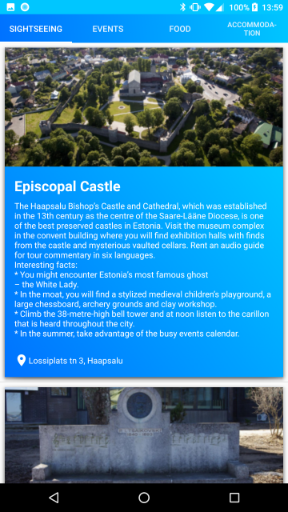 100% 13:59
SIGHTSEEING EVENTS FOOD ACCOMMODA-
TION
Episcopal Castle
The Haapsalu Bishop's Castle and Cathedral, which was established
in the 13th century as the centre of the Saare-Lääne Diocese, is one
of the best preserved castles in Estonia. Visit the museum complex
in the convent building where you will find exhibition halls with finds
from the castle and mysterious vaulted cellars. Rent an audio guide
for tour commentary in six languages.
Interesting facts:
* You might encounter Estonia's most famous ghost
– the White Lady.
* In the moat, you will find a stylized medieval children's playground, a
large chessboard, archery grounds and clay workshop.
* Climb the 38-metre-high bell tower and at noon listen to the carillon
that is heard throughout the city.
* In the summer, take advantage of the busy events calendar.
Lossiplats tn 3, Haapsalu